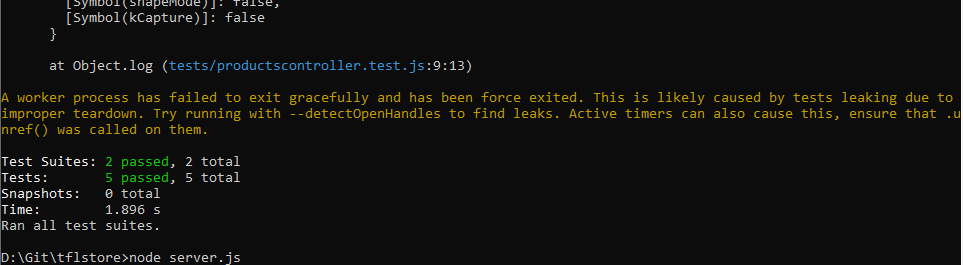 [Symbol(shapeMode)]: false,
[Symbol(kCapture)]: false
}
at Object.log (tests/productscontroller.test.js:9:13)
A worker process has failed to exit gracefully and has been force exited. This is likely caused by tests leaking due to
improper teardown. Try running with --detectOpenHandles to find leaks. Active timers can also cause this, ensure that .u
nref() was called on them.
Test Suites: 2 passed, 2 total
Tests:       5 passed, 5 total
Snapshots:   0 total
Time:        1.896 s
Ran all test suites.
D:\Git\tflstore>node server.js